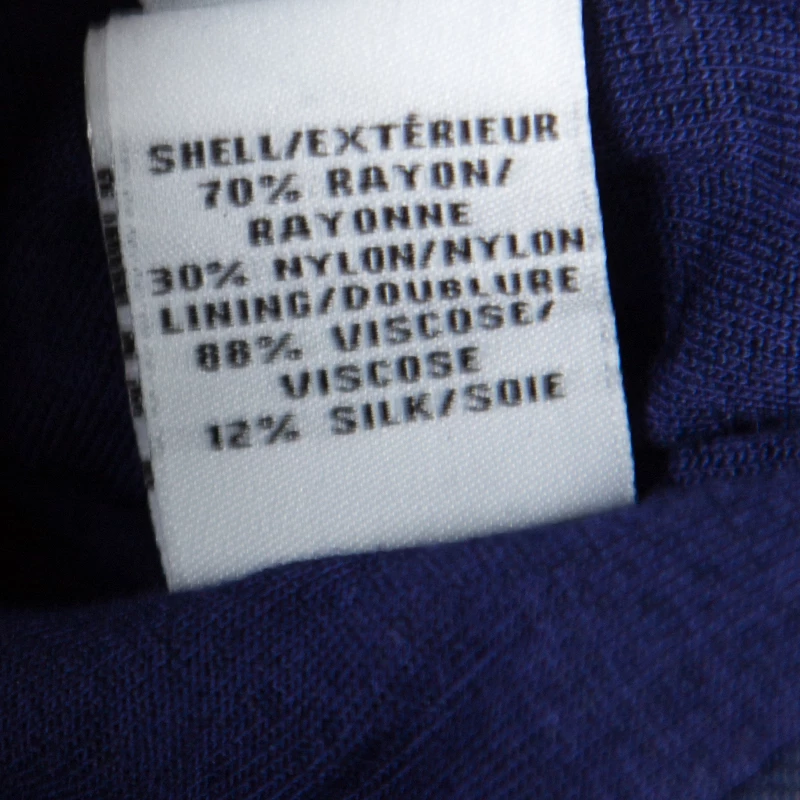 SHELL/EXTÉRIEUR
70% RAYON/
RAYONNE
30% NYLON/NYLON
LINING/DOUBLURE
88% VISCOSE/
VISCOSE
12% SILK/SOIE